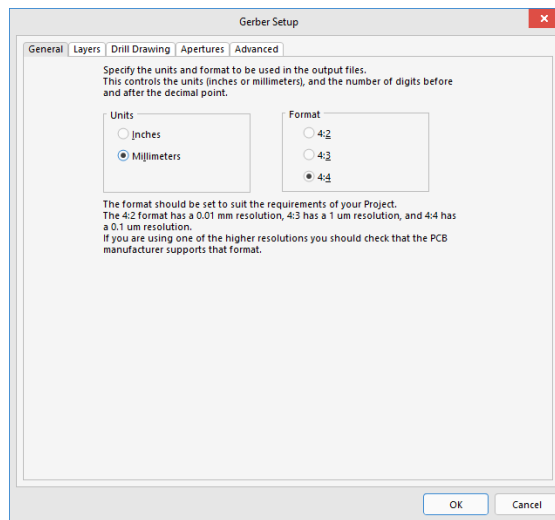 Gerber Setup
General Layers Drill Drawing Apertures Advanced
Specify the units and format to be used in the output files.
This controls the units (inches or millimeters), and the number of digits before
and after the decimal point.
Units
Inches
Millimeters
Format
4:2
4:3
4:4
The format should be set to suit the requirements of your Project.
The 4:2 format has a 0.01 mm resolution, 4:3 has a 1 um resolution, and 4:4 has
a 0.1 um resolution.
If you are using one of the higher resolutions you should check that the PCB
manufacturer supports that format.
OK Cancel